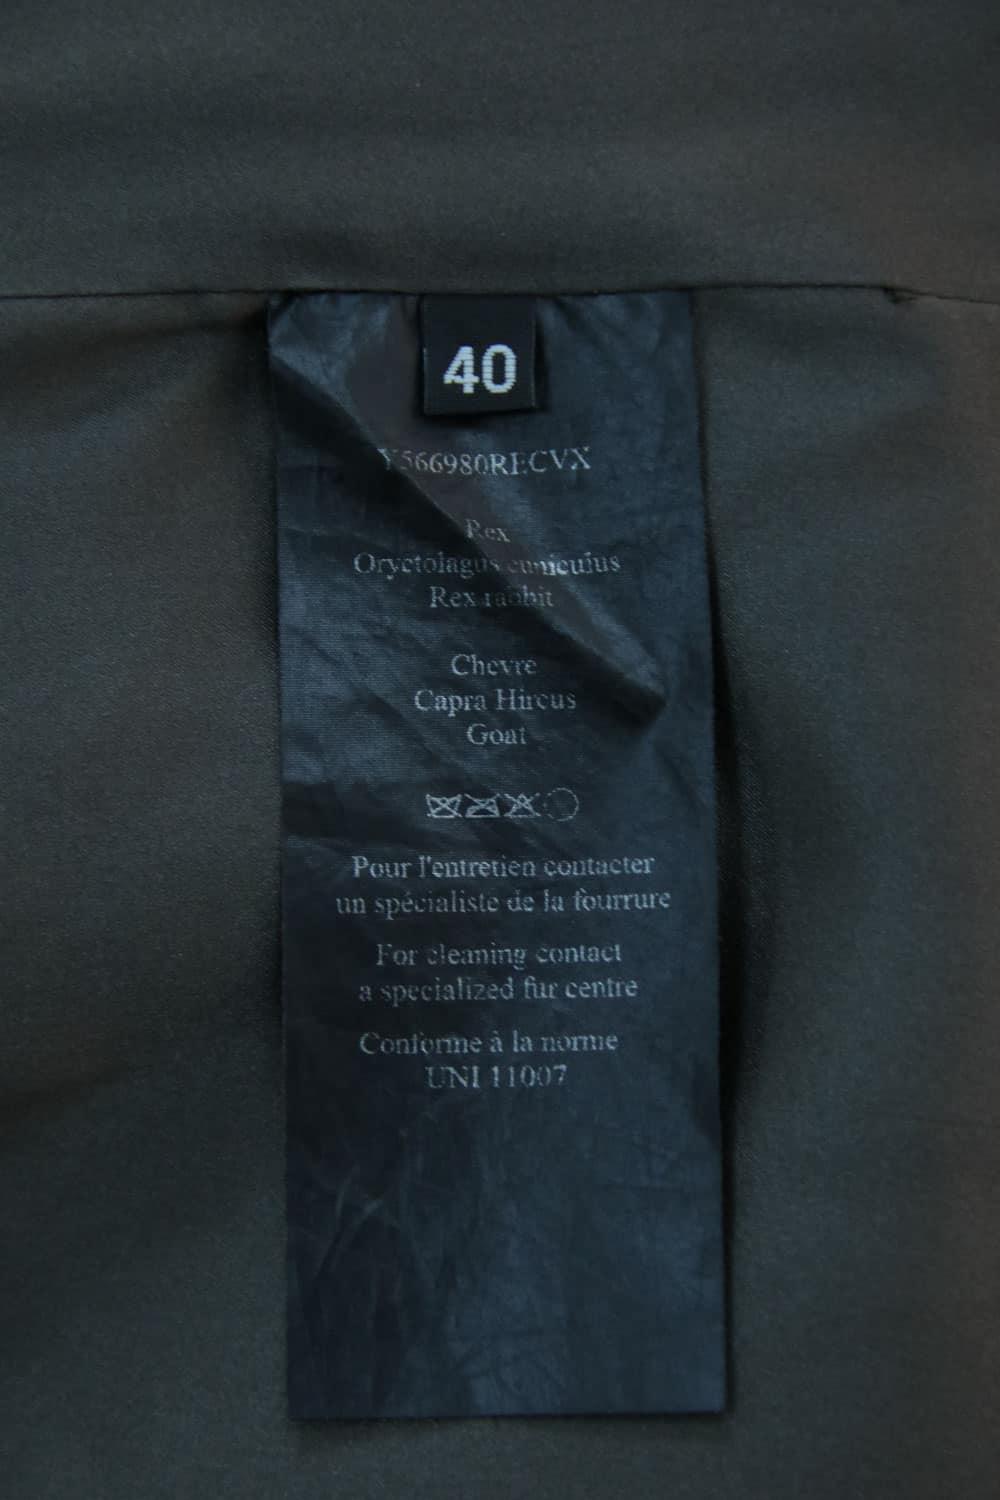 40
Y566980RECVX
Rex
Oryctolagus cuniculus
Rex rabbit
Chevre
Capra Hircus
Goat
Pour l'entretien contacter
un spécialiste de la fourrure
For cleaning contact
a specialized fur centre
Conforme à la norme
UNI 11007